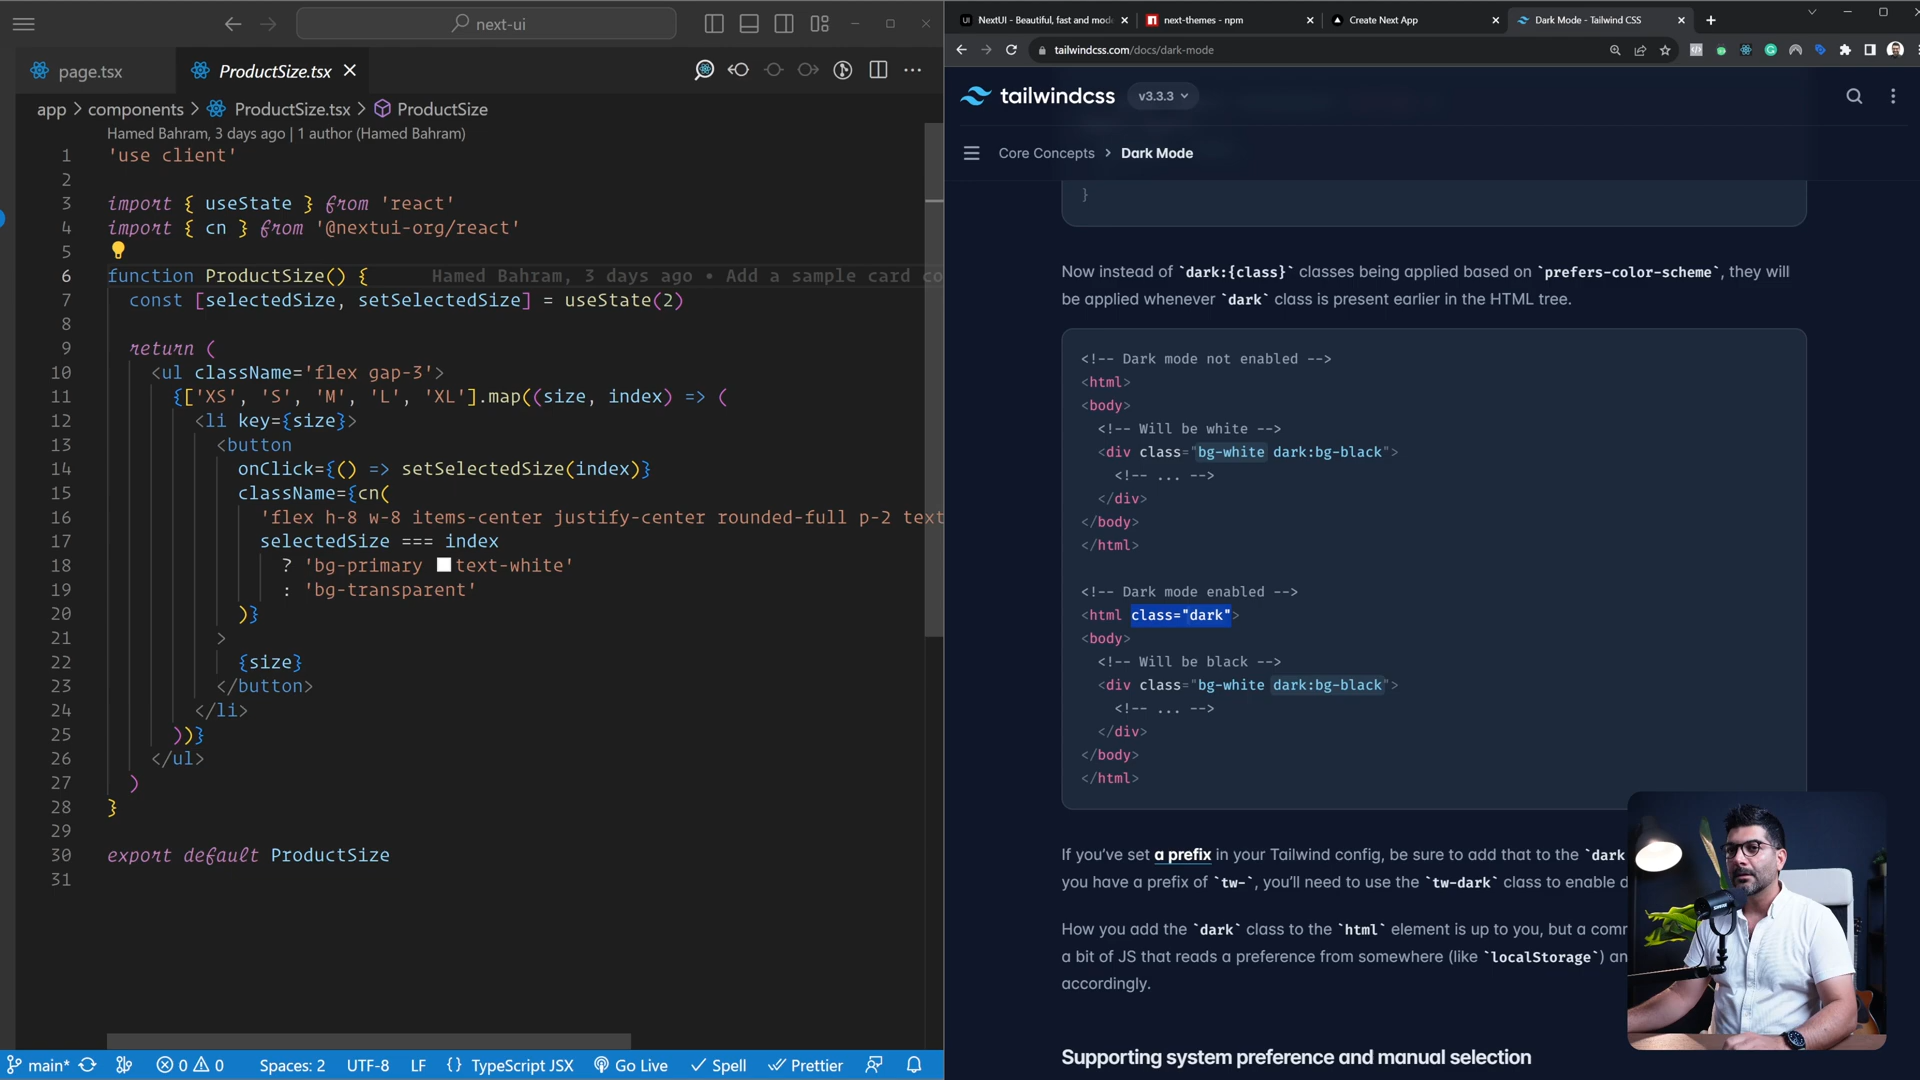 next-ui
page.tsx
ProductSize.tsx
app > components > ProductSize.tsx > ProductSize
Hamed Bahram, 3 days ago | 1 author (Hamed Bahram)
1 'use client'
2
3 import { useState } from 'react'
4 import { cn } from '@nextui-org/react'
5
6 function ProductSize() { Hamed Bahram, 3 days ago • Add a sample card co
7 const [selectedSize, setSelectedSize] = useState(2)
8
9 return (
10 <ul className='flex gap-3'>
11 {['XS', 'S', 'M', 'L', 'XL'].map((size, index) => (
12 <li key={size}>
13 <button
14 onClick={() => setSelectedSize(index)}
15 className={cn(
16 'flex h-8 w-8 items-center justify-center rounded-full p-2 text
17 selectedSize === index
18 ? 'bg-primary text-white'
19 : 'bg-transparent'
20 )}
21 >
22 {size}
23 </button>
24 </li>
25 ))}
26 </ul>
27 )
28 }
29
30 export default ProductSize
31
main*
0 0
Spaces: 2
UTF-8
LF
{ } TypeScript JSX
Go Live
Spell
Prettier
NextUI - Beautiful, fast and mod
next-themes - npm
Create Next App
Dark Mode - Tailwind CSS
tailwindcss.com/docs/dark-mode
tailwindcss
v3.3.3
Core Concepts > Dark Mode
}
Now instead of `dark:{class}` classes being applied based on `prefers-color-scheme`, they will
be applied whenever `dark` class is present earlier in the HTML tree.
<!-- Dark mode not enabled -->
<html>
<body>
<!-- Will be white -->
<div class="bg-white dark:bg-black">
<!-- ... -->
</div>
</body>
</html>
<!-- Dark mode enabled -->
<html class="dark">
<body>
<!-- Will be black -->
<div class="bg-white dark:bg-black">
<!-- ... -->
</div>
</body>
</html>
If you've set a prefix in your Tailwind config, be sure to add that to the `dark
you have a prefix of `tw-`, you'll need to use the `tw-dark` class to enable d
How you add the `dark` class to the `html` element is up to you, but a com
a bit of JS that reads a preference from somewhere (like `localStorage`) an
accordingly.
Supporting system preference and manual selection